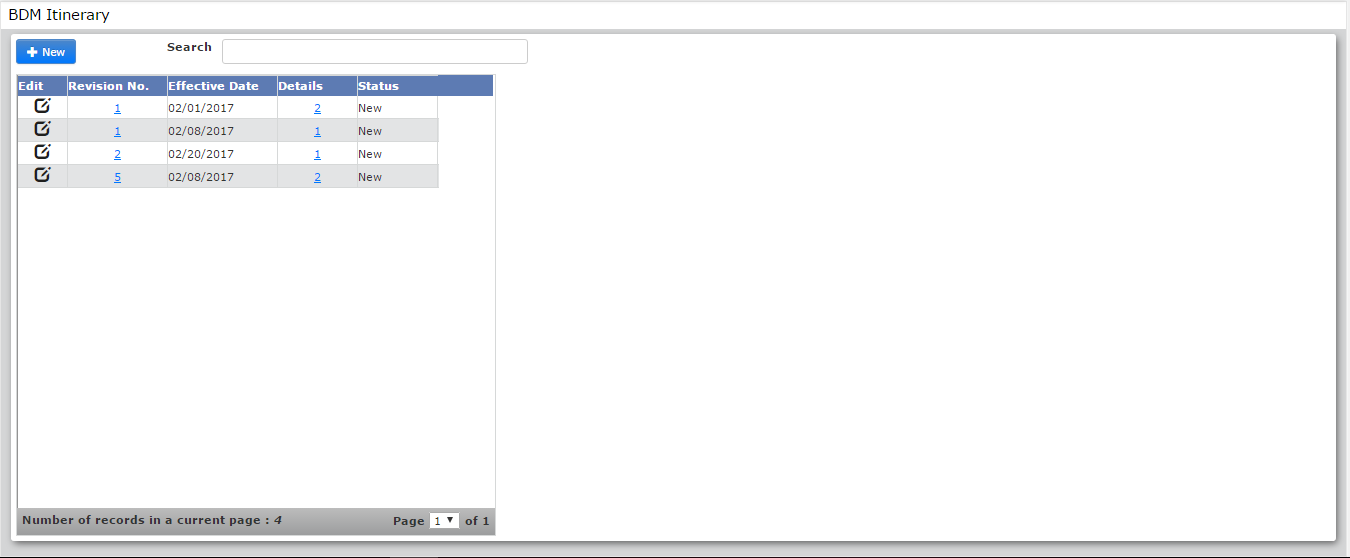 BDM Itinerary
New Search
Edit Revision No. Effective Date Details Status
1 02/01/2017 2 New
1 02/08/2017 1 New
2 02/20/2017 1 New
5 02/08/2017 2 New
Number of records in a current page : 4 Page 1 of 1